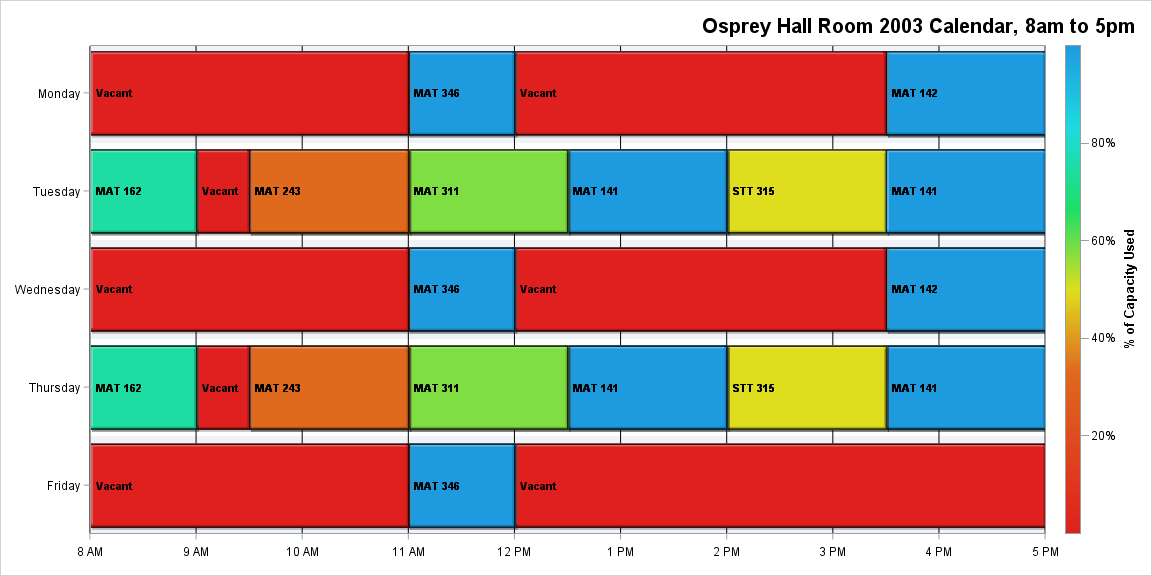 Osprey Hall Room 2003 Calendar, 8am to 5pm
Monday Vacant MAT 346 Vacant MAT 142
80%
Tuesday MAT 162 Vacant MAT 243 MAT 311 MAT 141 STT 315 MAT 141
60%
Wednesday Vacant MAT 346 Vacant MAT 142
% of Capacity Used
40%
Thursday MAT 162 Vacant MAT 243 MAT 311 MAT 141 STT 315 MAT 141
20%
Friday Vacant MAT 346 Vacant
8 AM 9 AM 10 AM 11 AM 12 PM 1 PM 2 PM 3 PM 4 PM 5 PM